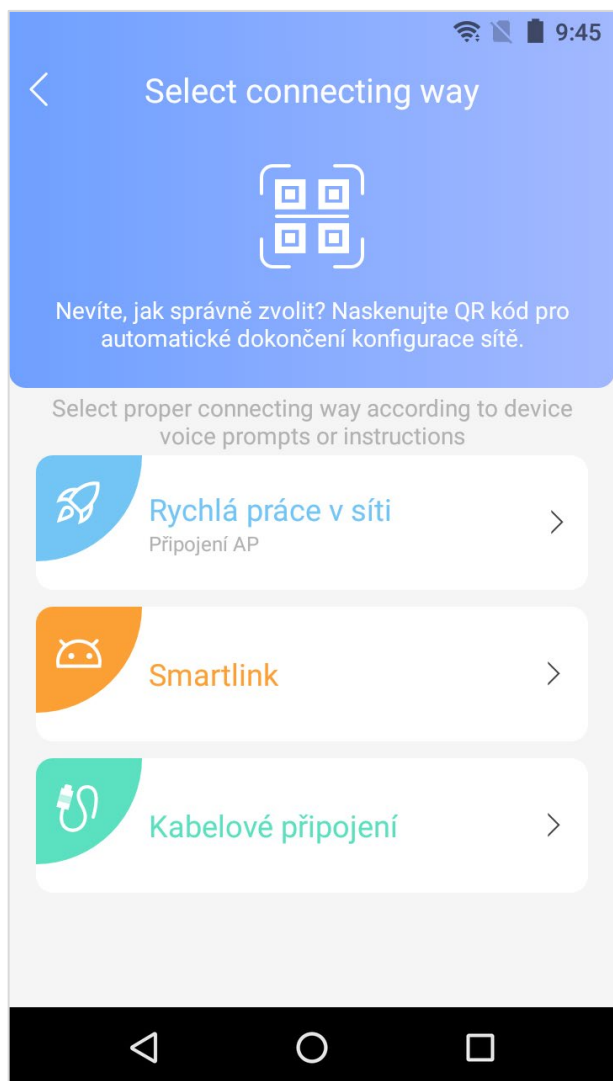 9:45
Select connecting way
Nevíte, jak správně zvolit? Naskenujte QR kód pro
automatické dokončení konfigurace sítě.
Select proper connecting way according to device
voice prompts or instructions
Rychlá práce v síti
Připojení AP
Smartlink
Kabelové připojení